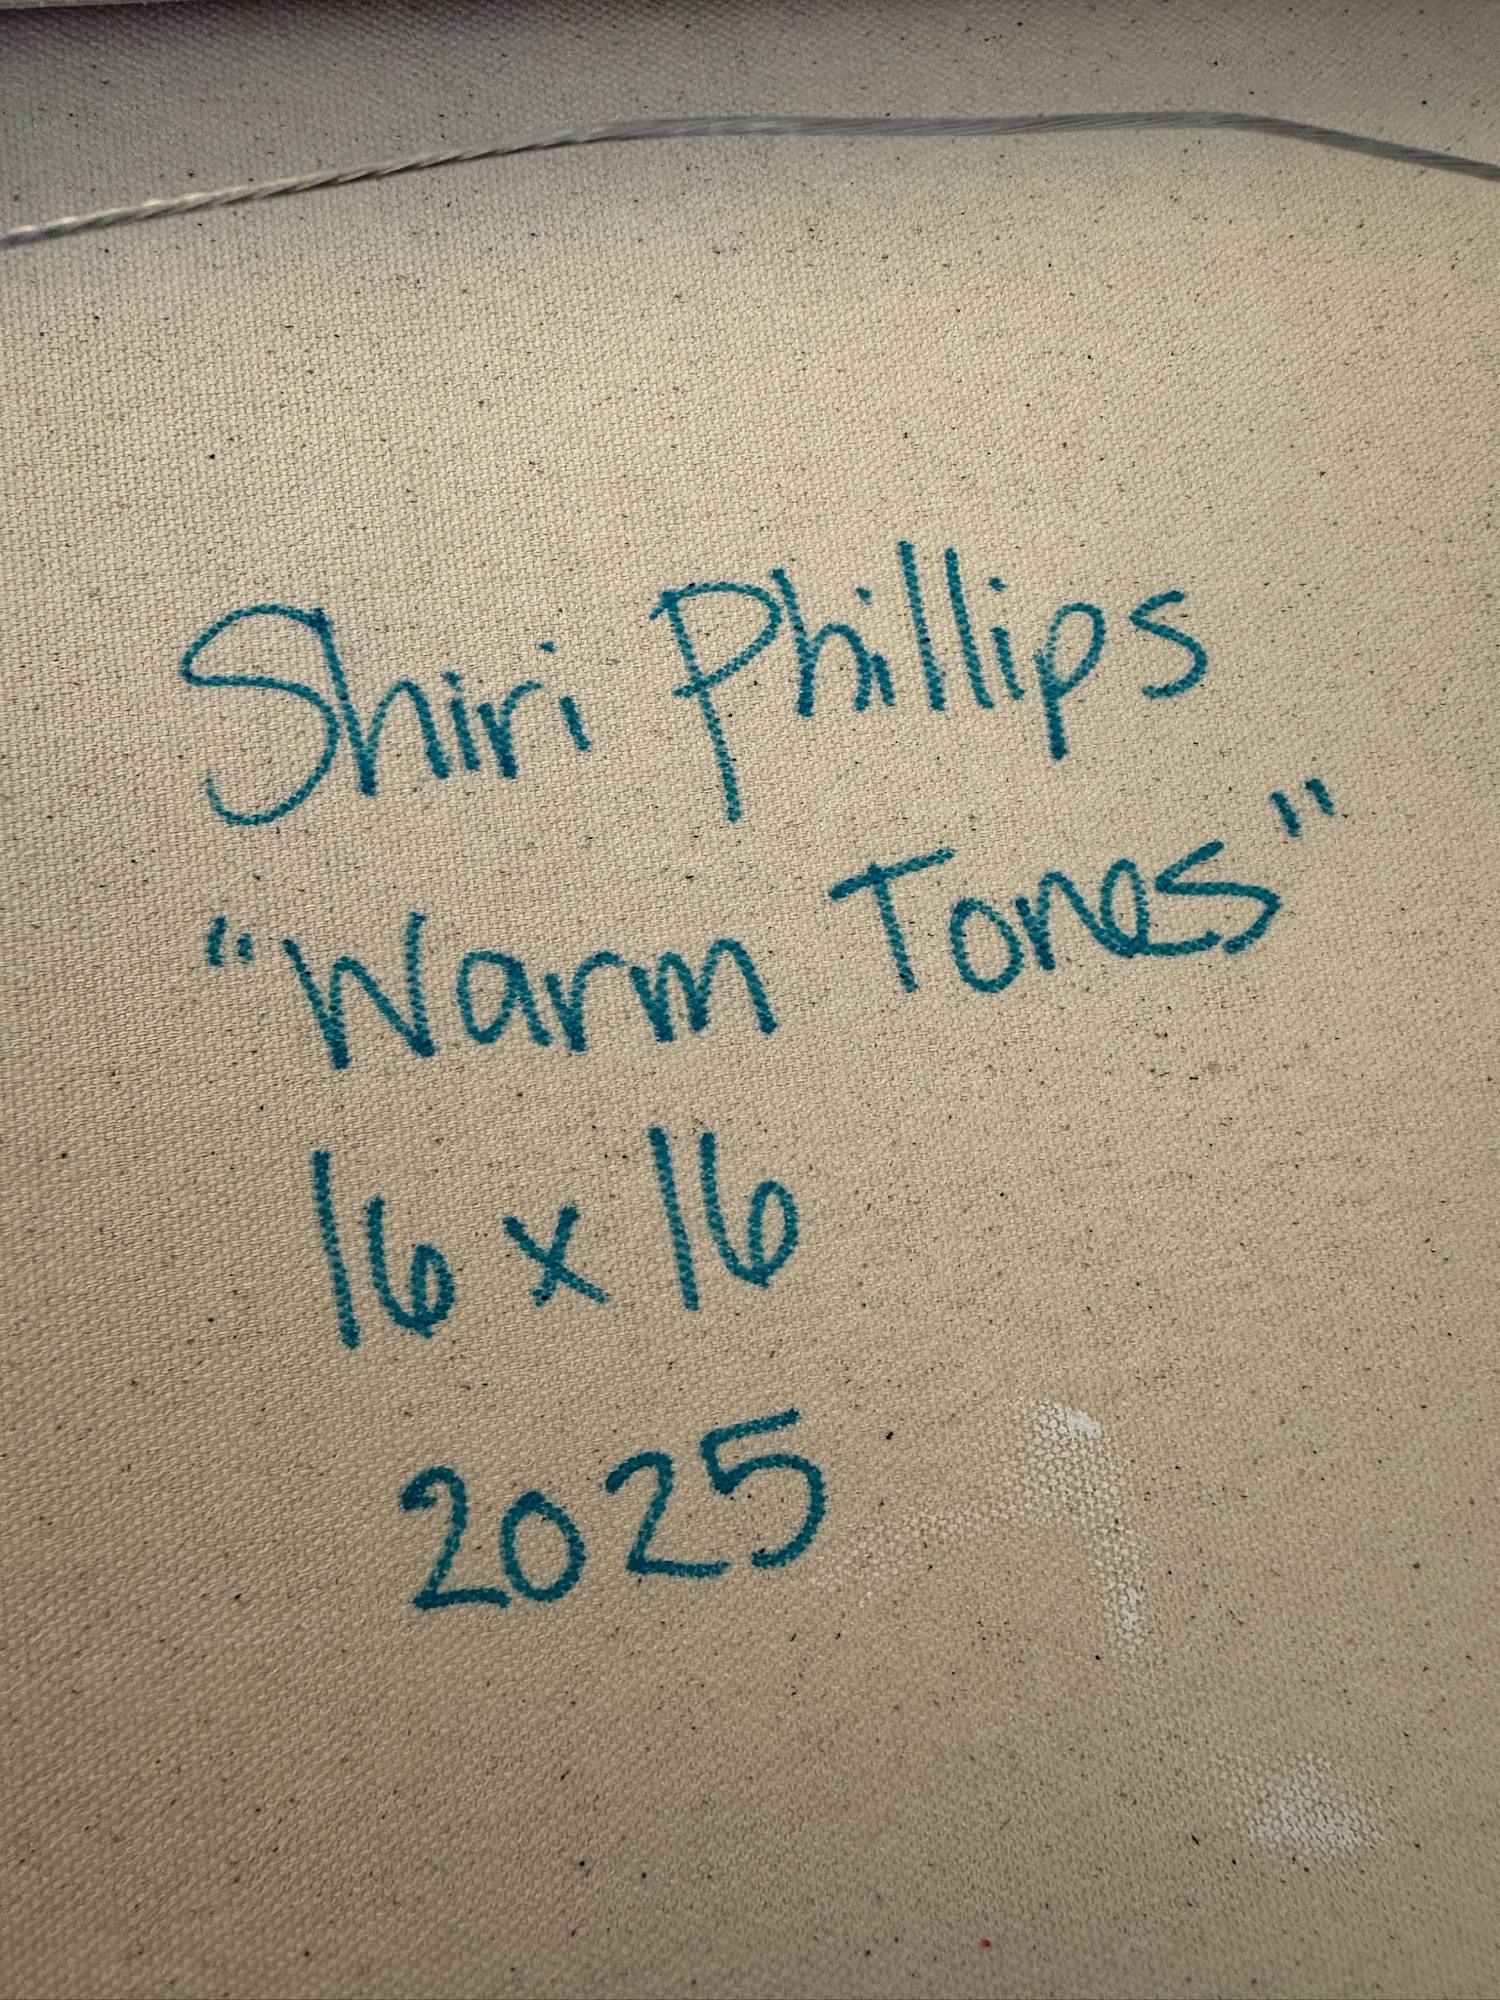 Shiri Phillips
"Warm Tones"
16 x 16
2025